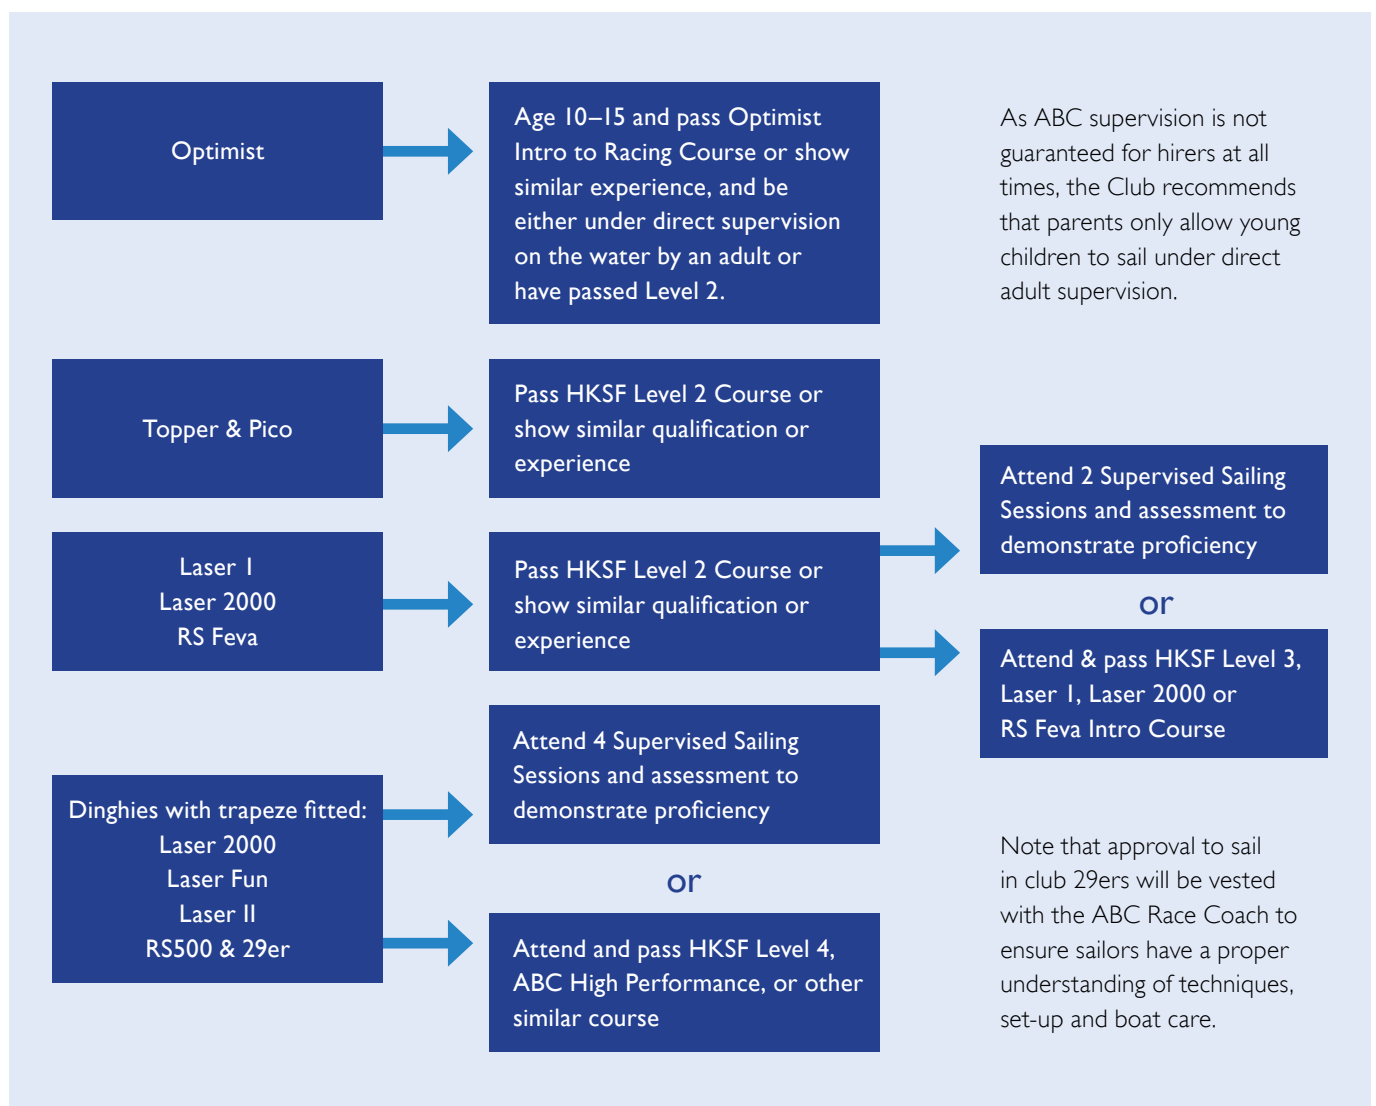 Optimist
Age 10–15 and pass Optimist
Intro to Racing Course or show
similar experience, and be
either under direct supervision
on the water by an adult or
have passed Level 2.
As ABC supervision is not
guaranteed for hirers at all
times, the Club recommends
that parents only allow young
children to sail under direct
adult supervision.
Topper & Pico
Pass HKSF Level 2 Course or
show similar qualification or
experience
Laser I
Laser 2000
RS Feva
Pass HKSF Level 2 Course or
show similar qualification or
experience
Attend 2 Supervised Sailing
Sessions and assessment to
demonstrate proficiency
or
Attend & pass HKSF Level 3,
Laser I, Laser 2000 or
RS Feva Intro Course
Dinghies with trapeze fitted:
Laser 2000
Laser Fun
Laser II
RS500 & 29er
Attend 4 Supervised Sailing
Sessions and assessment to
demonstrate proficiency
or
Attend and pass HKSF Level 4,
ABC High Performance, or other
similar course
Note that approval to sail
in club 29ers will be vested
with the ABC Race Coach to
ensure sailors have a proper
understanding of techniques,
set-up and boat care.